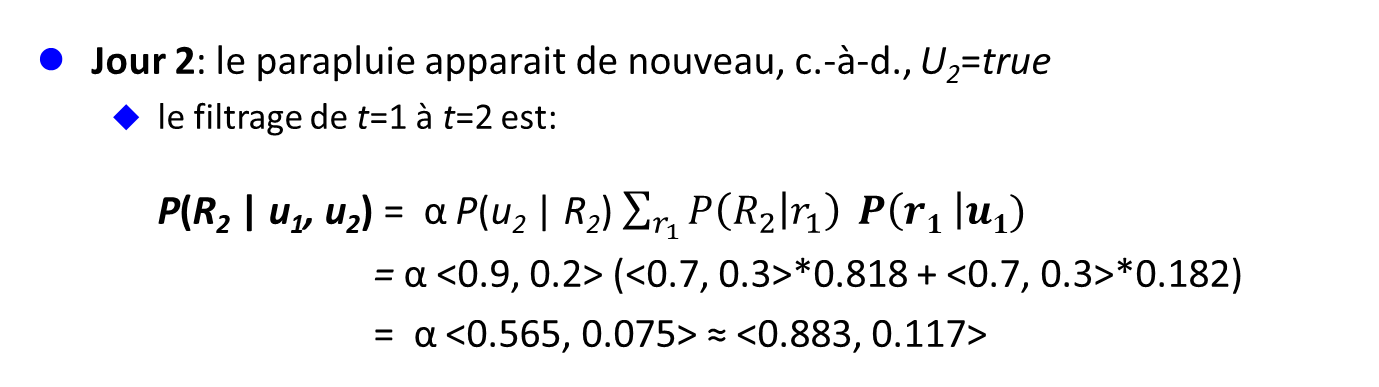 ● Jour 2: le parapluie apparait de nouveau, c.-à-d., U₂=true
◆ le filtrage de t=1 à t=2 est:
P(R₂ | u₁, u₂) = α P(u₂ | R₂) ∑r₁ P(R₂|r₁) P(r₁ |u₁)
= α <0.9, 0.2> (<0.7, 0.3>*0.818 + <0.7, 0.3>*0.182)
= α <0.565, 0.075> ≈ <0.883, 0.117>